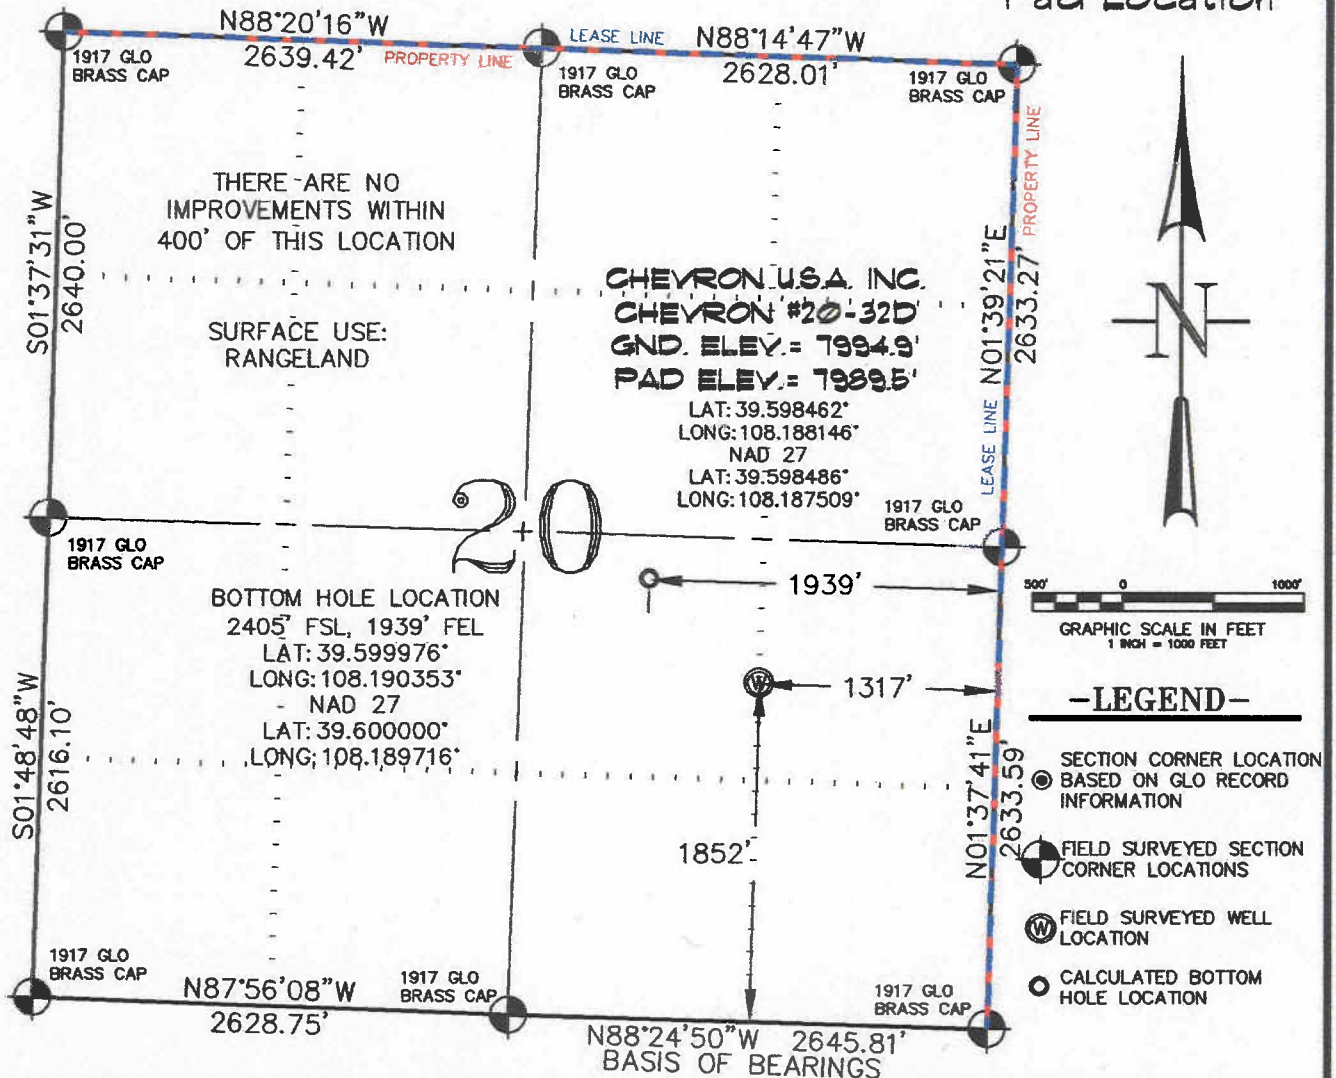 Pad Location
N88°20'16"W
2639.42'
PROPERTY LINE
LEASE LINE
N88°14'47"W
2628.01'
1917 GLO
BRASS CAP
1917 GLO
BRASS CAP
1917 GLO
BRASS CAP
PROPERTY LINE
THERE ARE NO
IMPROVEMENTS WITHIN
400' OF THIS LOCATION
S01°37'31"W
2640.00'
SURFACE USE:
RANGELAND
CHEVRON U.S.A. INC.
CHEVRON #20-32D
GND. ELEV.= 7994.9'
PAD ELEV.= 7989.5'
LAT: 39.598462°
LONG: 108.188146°
NAD 27
LAT: 39.598486°
LONG: 108.187509°
N01°39'21"E
2633.27'
LEASE LINE
N
1917 GLO
BRASS CAP
20
1917 GLO
BRASS CAP
BOTTOM HOLE LOCATION
2405' FSL, 1939' FEL
LAT: 39.599976°
LONG: 108.190353°
NAD 27
LAT: 39.600000°
LONG: 108.189716°
1939'
W
1317'
1852'
S01°48'48"W
2616.10'
N01°37'41"E
2633.59'
500' 0 1000'
GRAPHIC SCALE IN FEET
1 INCH = 1000 FEET
-LEGEND-
SECTION CORNER LOCATION
BASED ON GLO RECORD
INFORMATION
FIELD SURVEYED SECTION
CORNER LOCATIONS
W FIELD SURVEYED WELL
LOCATION
CALCULATED BOTTOM
HOLE LOCATION
1917 GLO
BRASS CAP
N87°56'08"W
2628.75'
1917 GLO
BRASS CAP
1917 GLO
BRASS CAP
N88°24'50"W 2645.81'
BASIS OF BEARINGS